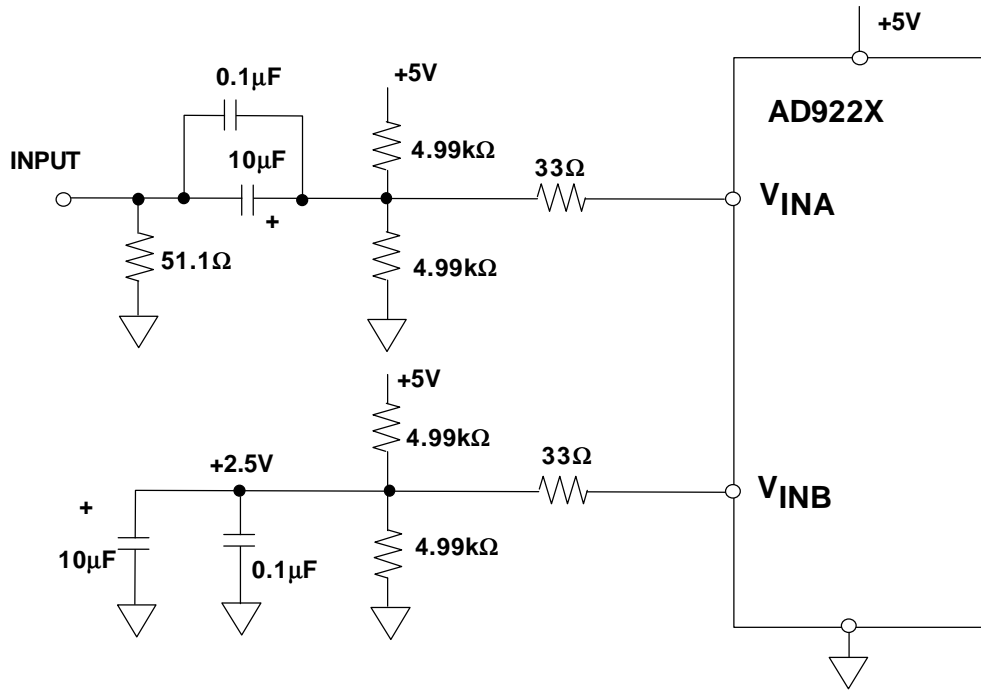 +5V
0.1μF
+5V
AD922X
4.99kΩ
INPUT
10μF
33Ω
VINA
+
51.1Ω
4.99kΩ
+5V
4.99kΩ
33Ω
+2.5V
VINB
+
4.99kΩ
10μF
0.1μF